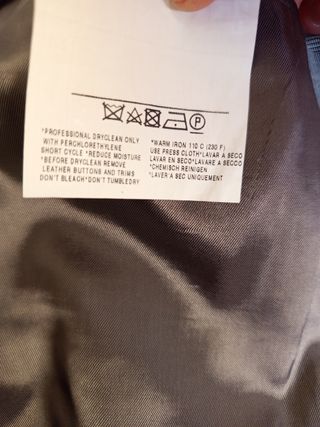 *PROFESSIONAL DRYCLEAN ONLY
WITH PERCHLORETHYLENE
SHORT CYCLE *REDUCE MOISTURE
*BEFORE DRYCLEAN REMOVE
LEATHER BUTTONS AND TRIMS
DON'T BLEACH*DON'T TUMBLEDRY
*WARM IRON 110 C (230 F)
USE PRESS CLOTH*LAVAR A SECO
LAVAR EN SECO*LAVARE A SECCO
*CHEMISCH REINIGEN
*LAVER A SEC UNIQUEMENT
P